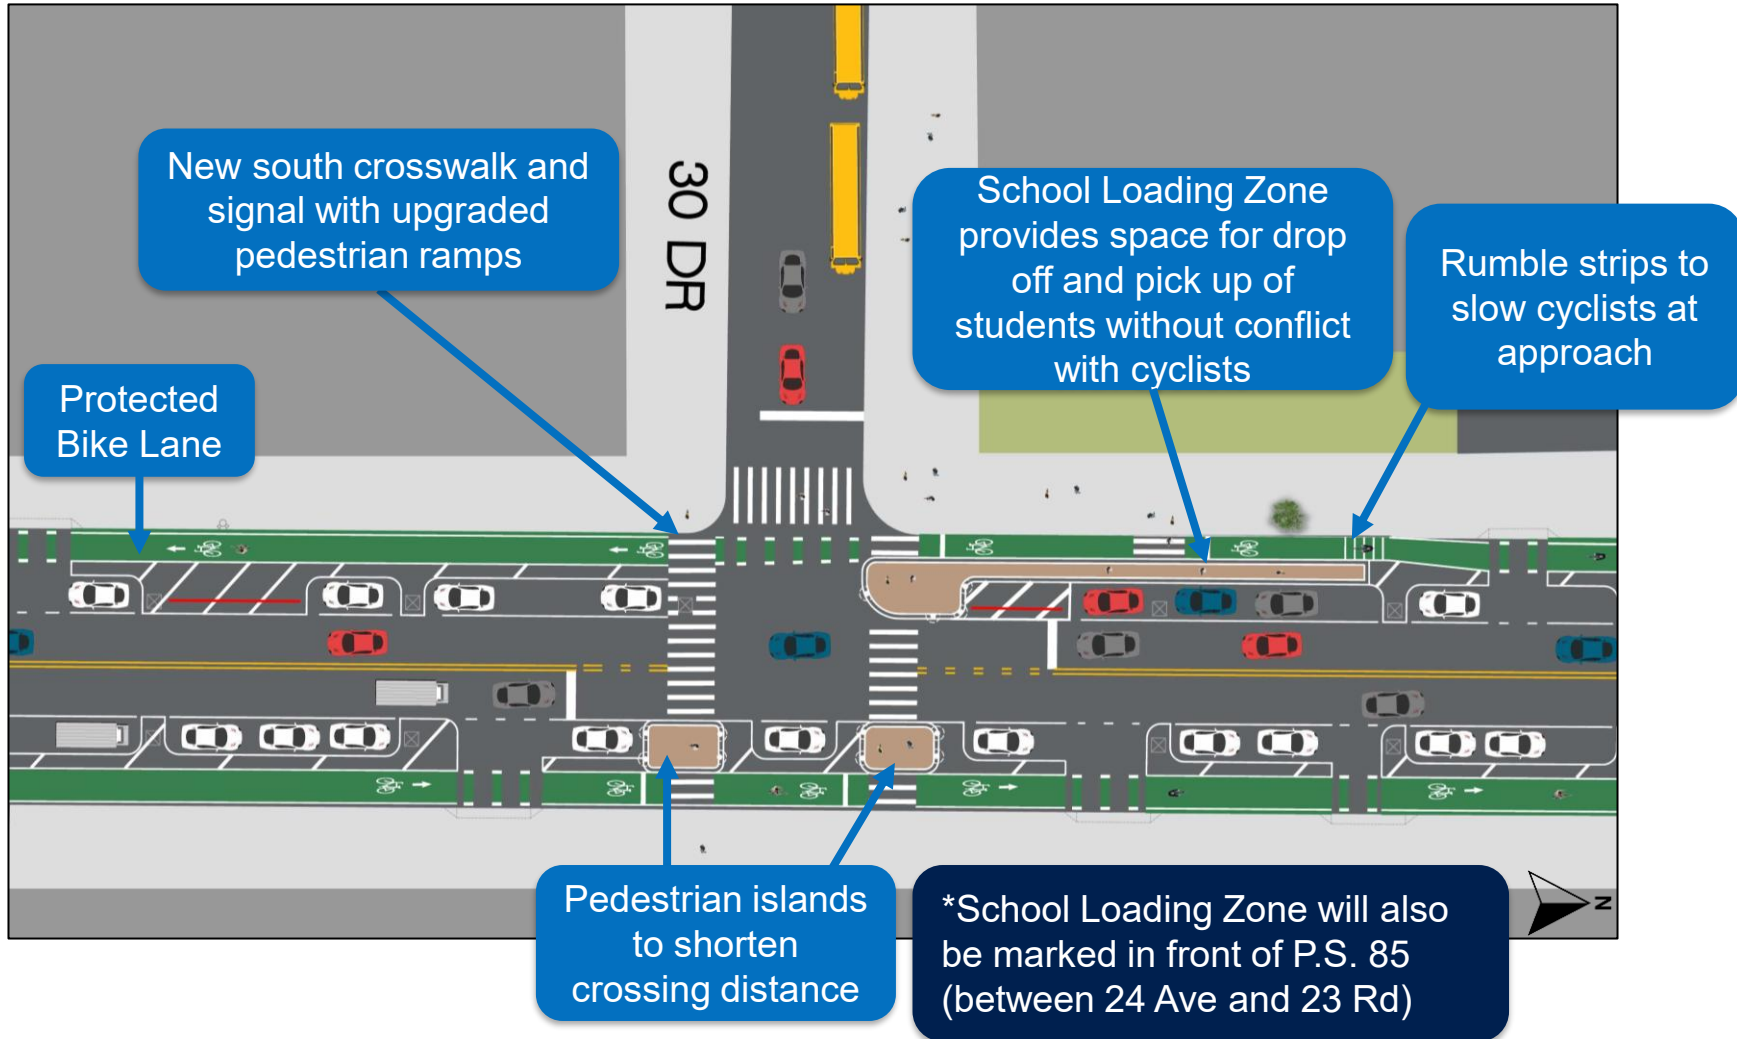 New south crosswalk and
signal with upgraded
pedestrian ramps
30 DR
School Loading Zone
provides space for drop
off and pick up of
students without conflict
with cyclists
Rumble strips to
slow cyclists at
approach
Protected
Bike Lane
Pedestrian islands
to shorten
crossing distance
*School Loading Zone will also
be marked in front of P.S. 85
(between 24 Ave and 23 Rd)
N